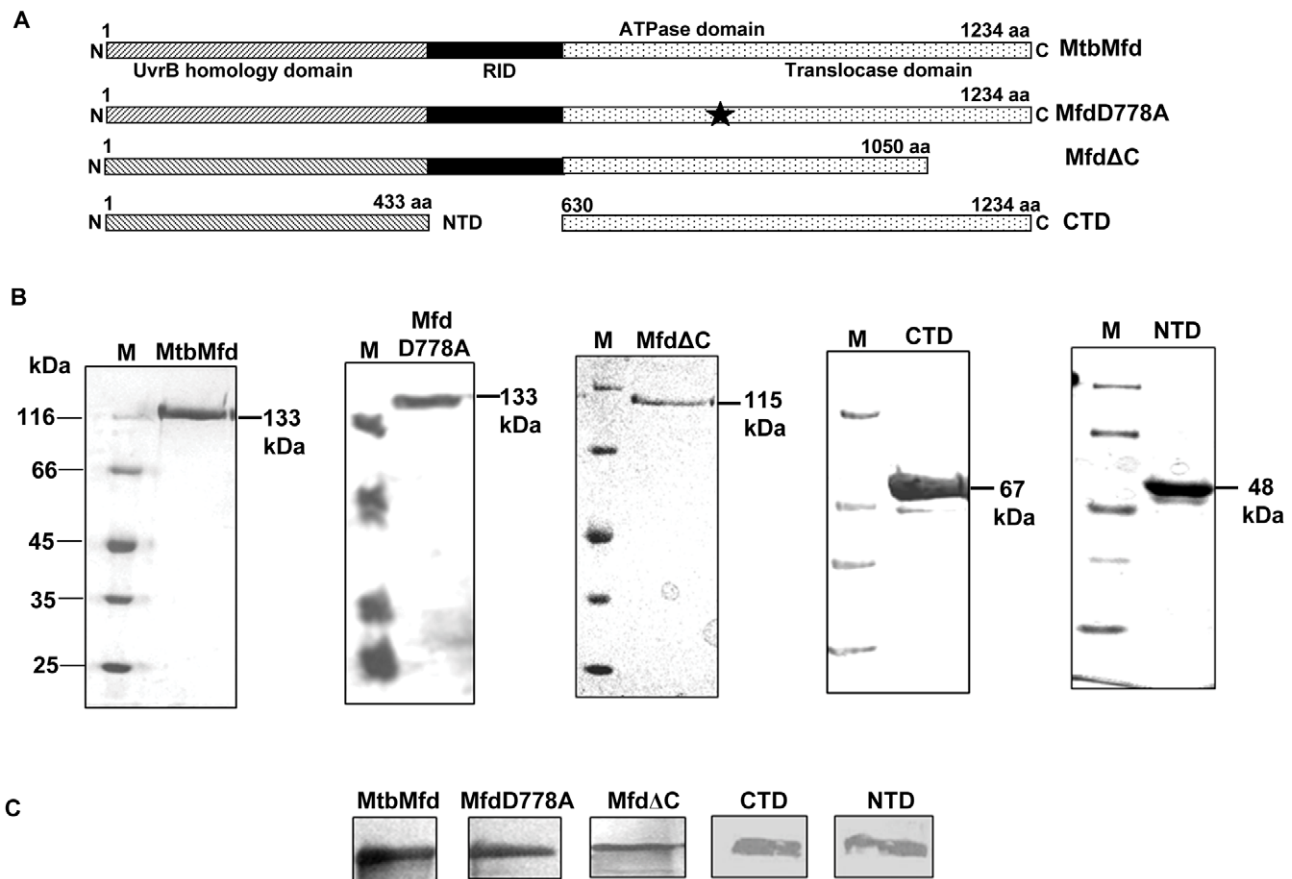 A
1 ATPase domain 1234 aa
N C MtbMfd
UvrB homology domain RID Translocase domain
1 1234 aa
N C MfdD778A
1 1050 aa MfdΔC
N
1 433 aa 630 1234 aa
N NTD C CTD
B
kDa M MtbMfd
116
66
45
35
25
133
kDa
Mfd
M D778A
133
kDa
M MfdΔC
115
kDa
M CTD
67
kDa
M NTD
48
kDa
C
MtbMfd MfdD778A MfdΔC CTD NTD